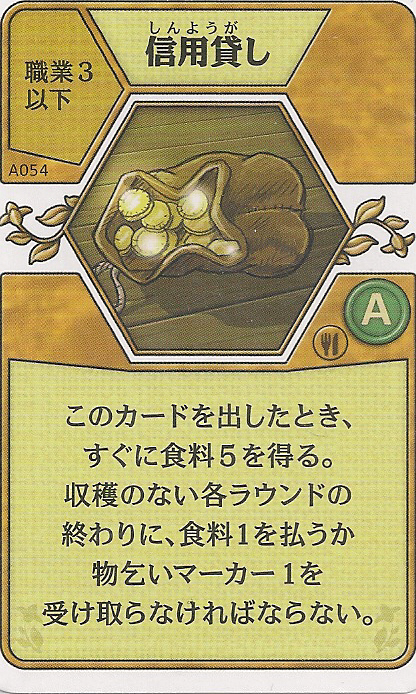 職業3
以下
A054
しんようが
信用貸し
A
このカードを出したとき、
すぐに食料5を得る。
収穫のない各ラウンドの
終わりに、食料1を払うか
物乞いマーカー1を
受け取らなければならない。